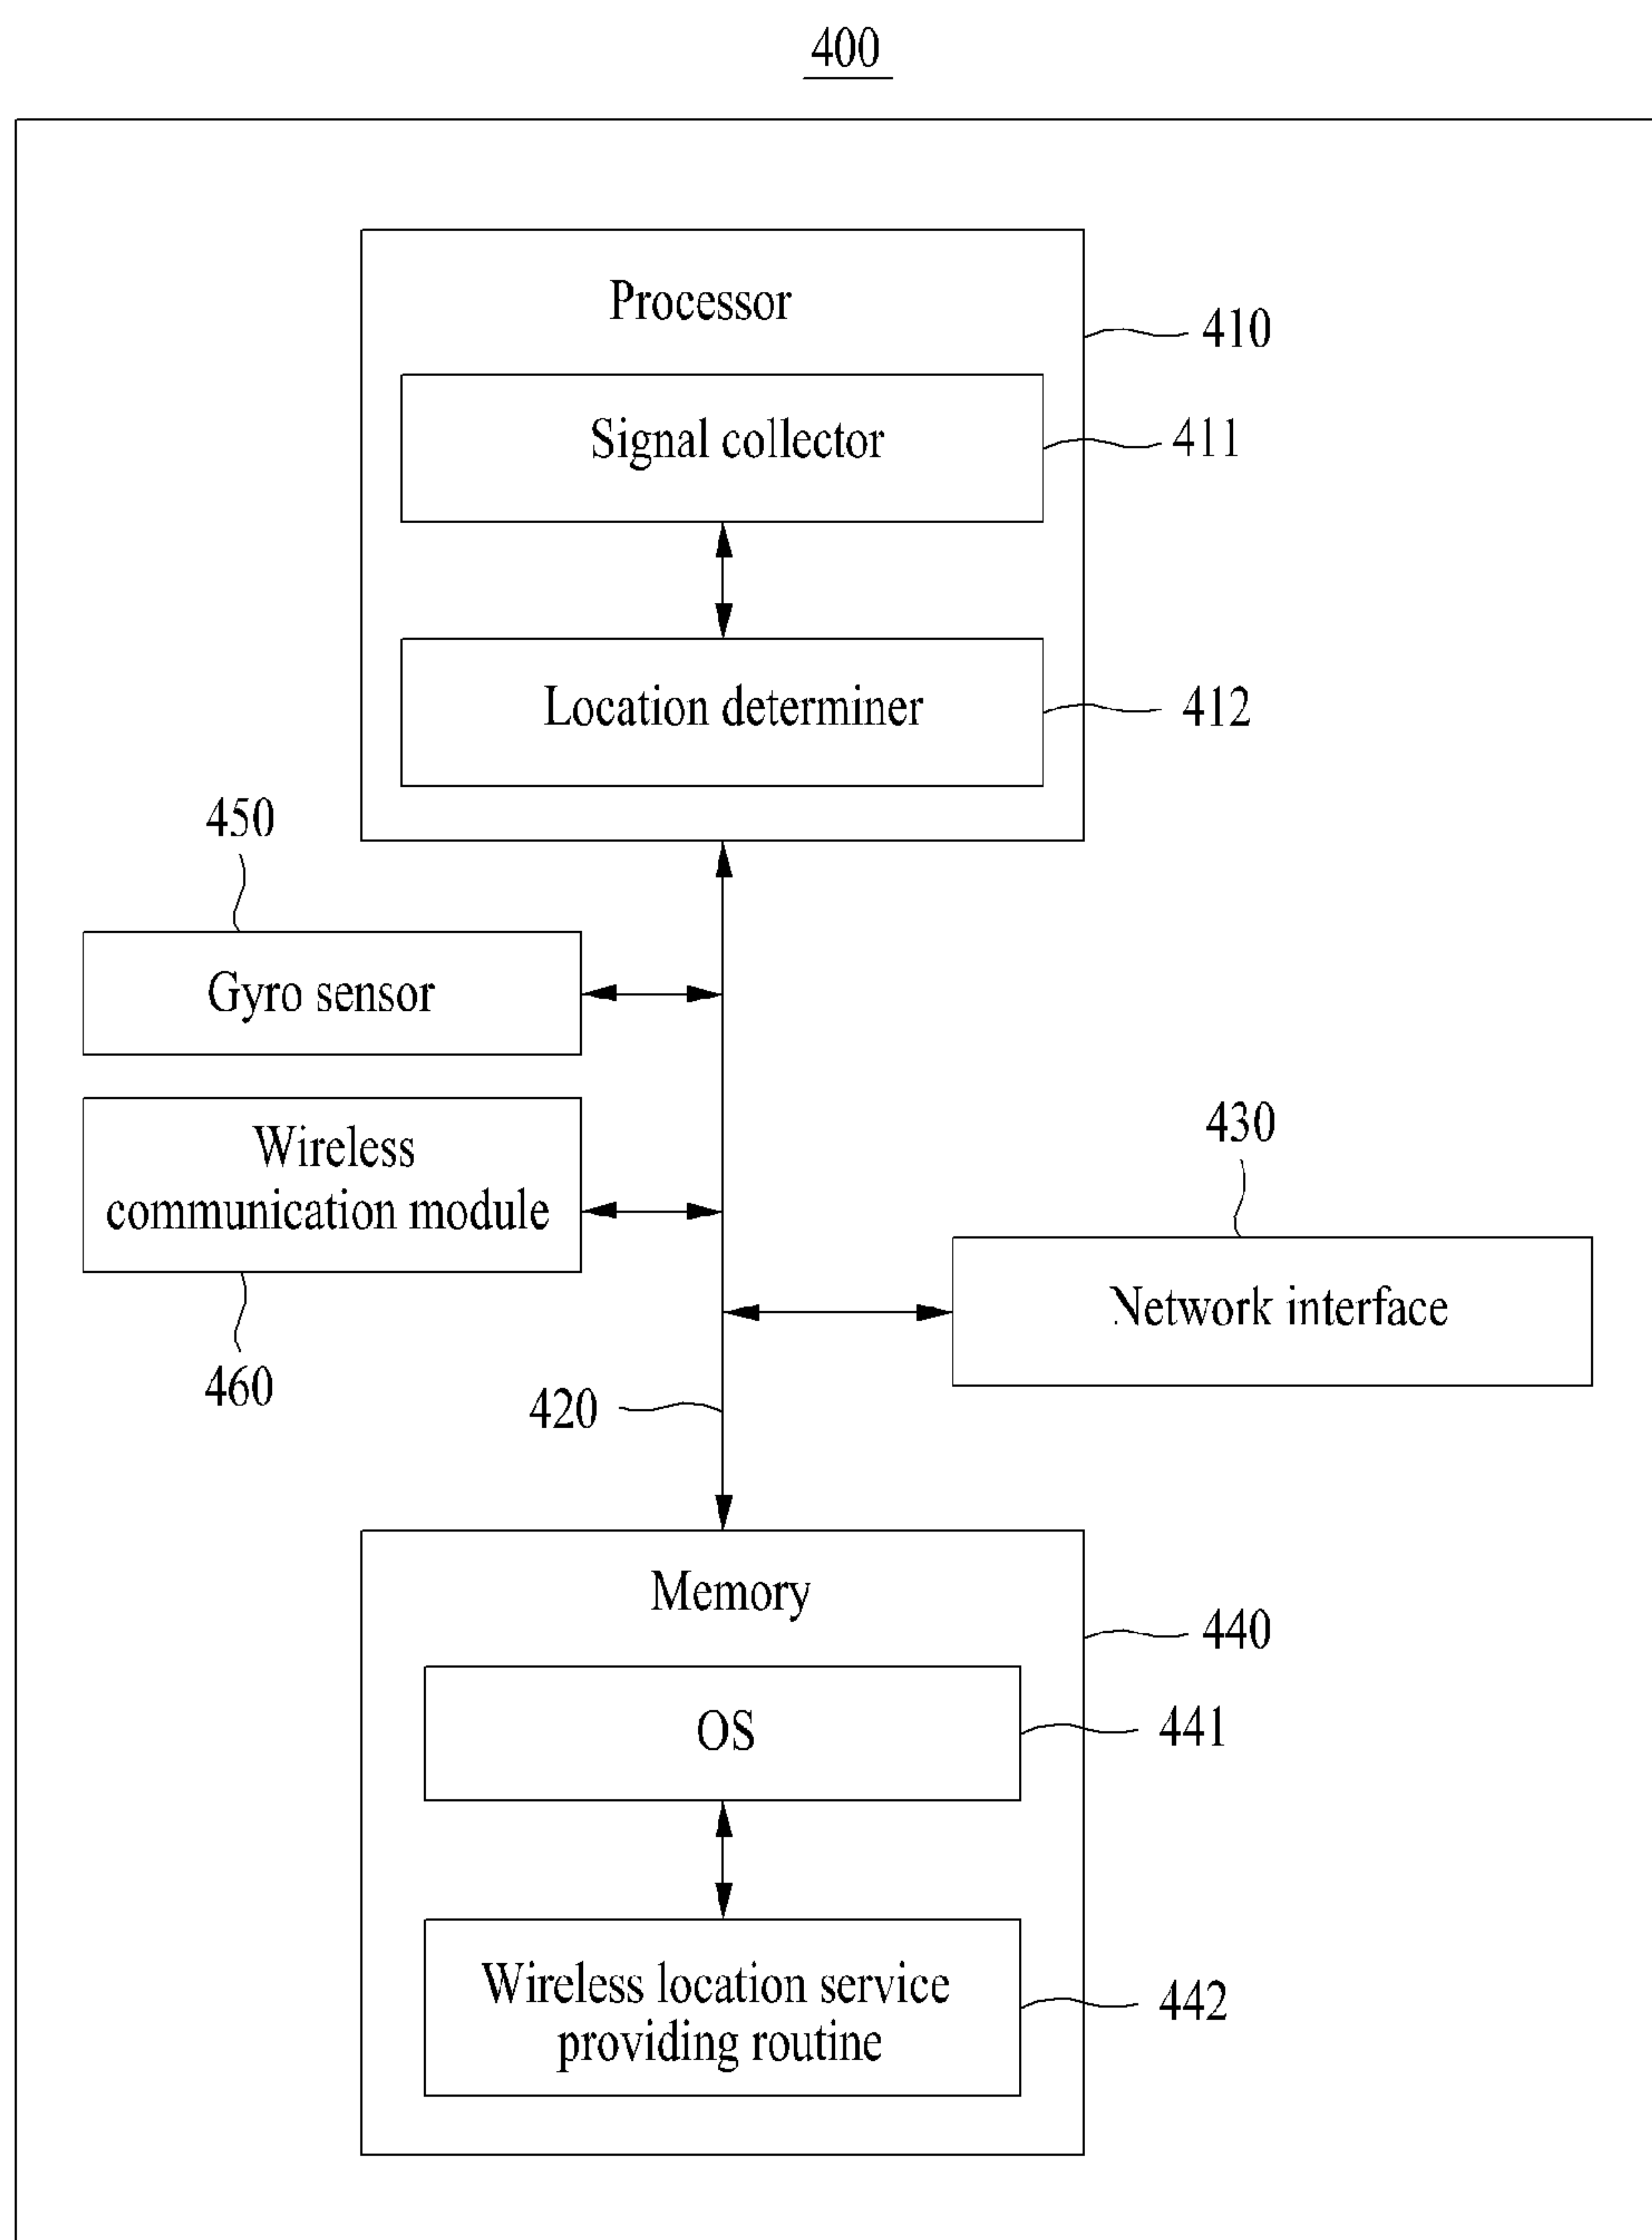 400
Processor
410
Signal collector
411
Location determiner
412
450
Gyro sensor
Wireless
communication module
460
430
Network interface
420
Memory
440
OS
441
Wireless location service
providing routine
442